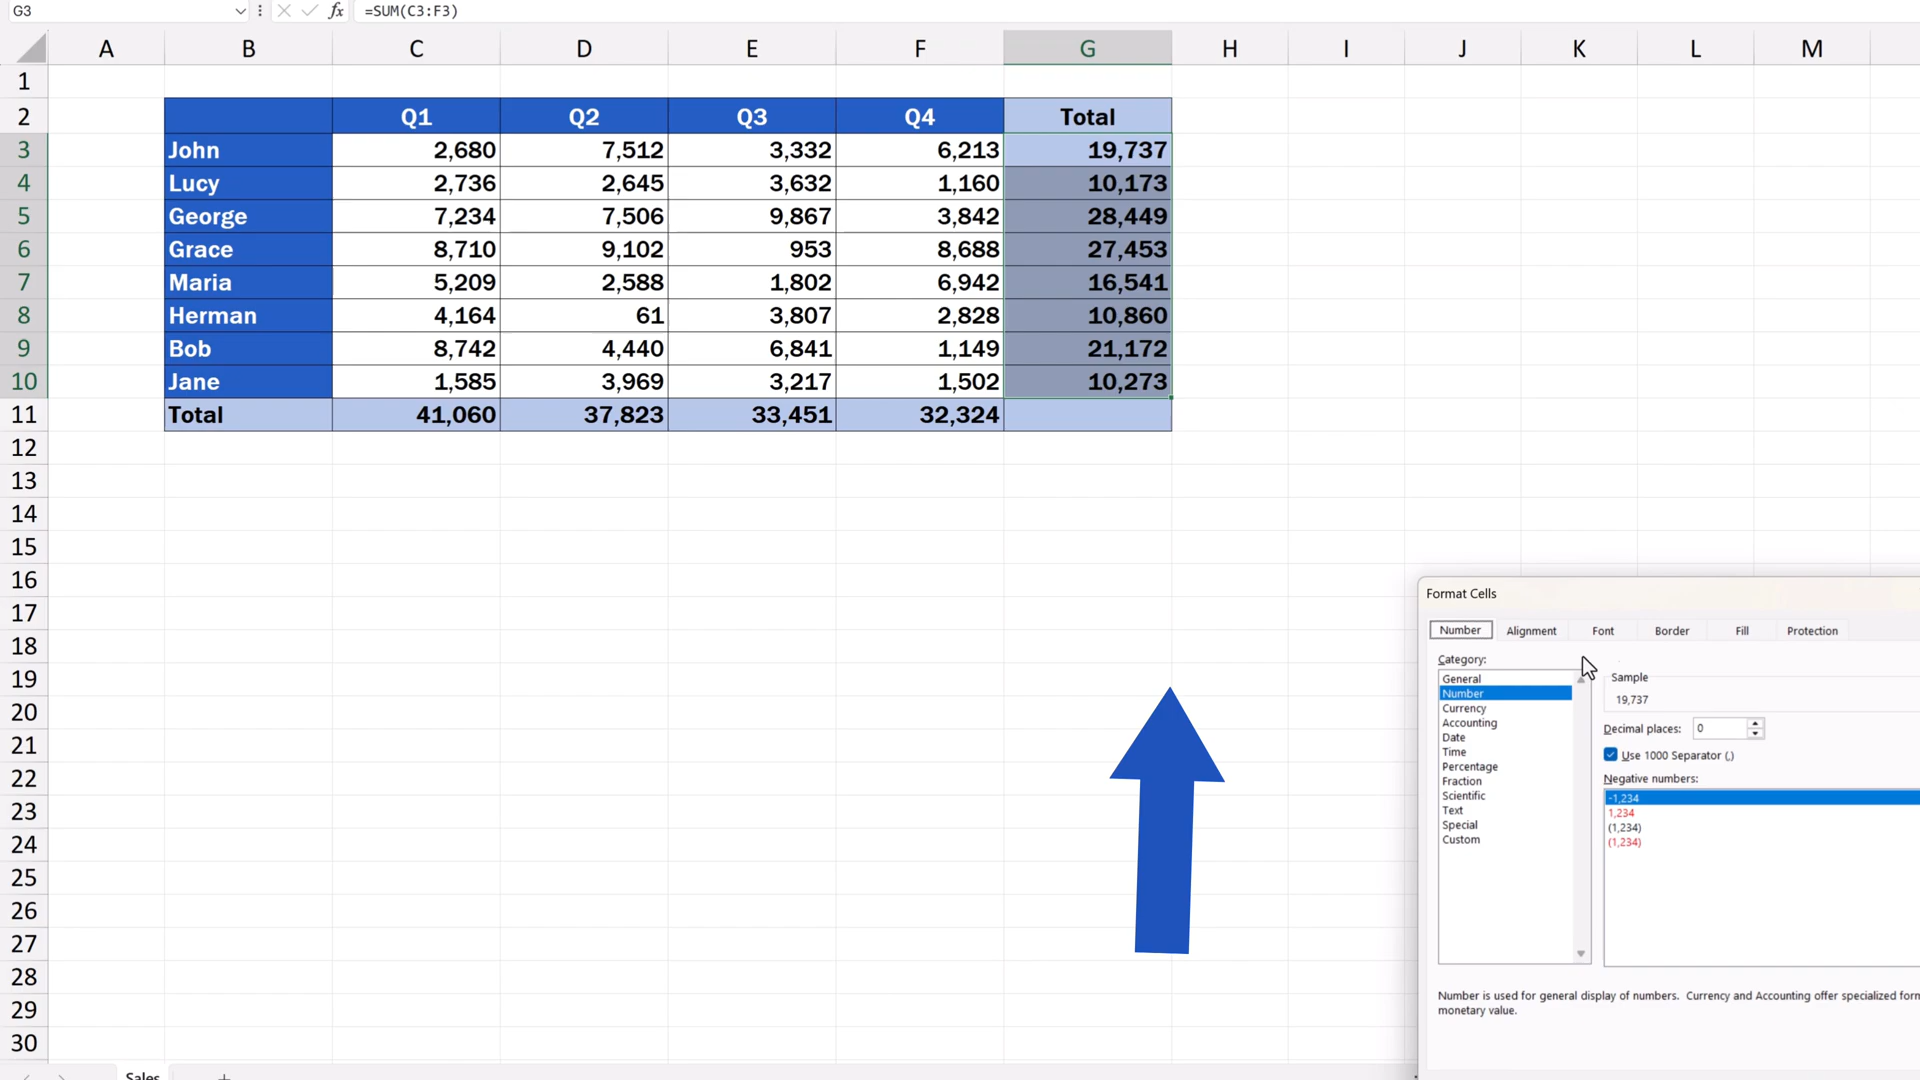 G3 fx =SUM(C3:F3)
A B C D E F G H I J K L M
1
2 Q1 Q2 Q3 Q4 Total
3 John 2,680 7,512 3,332 6,213 19,737
4 Lucy 2,736 2,645 3,632 1,160 10,173
5 George 7,234 7,506 9,867 3,842 28,449
6 Grace 8,710 9,102 953 8,688 27,453
7 Maria 5,209 2,588 1,802 6,942 16,541
8 Herman 4,164 61 3,807 2,828 10,860
9 Bob 8,742 4,440 6,841 1,149 21,172
10 Jane 1,585 3,969 3,217 1,502 10,273
11 Total 41,060 37,823 33,451 32,324
12
13
14
15
16
17
18
19
20
21
22
23
24
25
26
27
28
29
30
Format Cells
Number Alignment Font Border Fill Protection
Category:
General
Number
Currency
Accounting
Date
Time
Percentage
Fraction
Scientific
Text
Special
Custom
Sample
19,737
Decimal places: 0
Use 1000 Separator (,)
Negative numbers:
-1,234
1,234
(1,234)
(1,234)
Number is used for general display of numbers. Currency and Accounting offer specialized
monetary value.
Sales